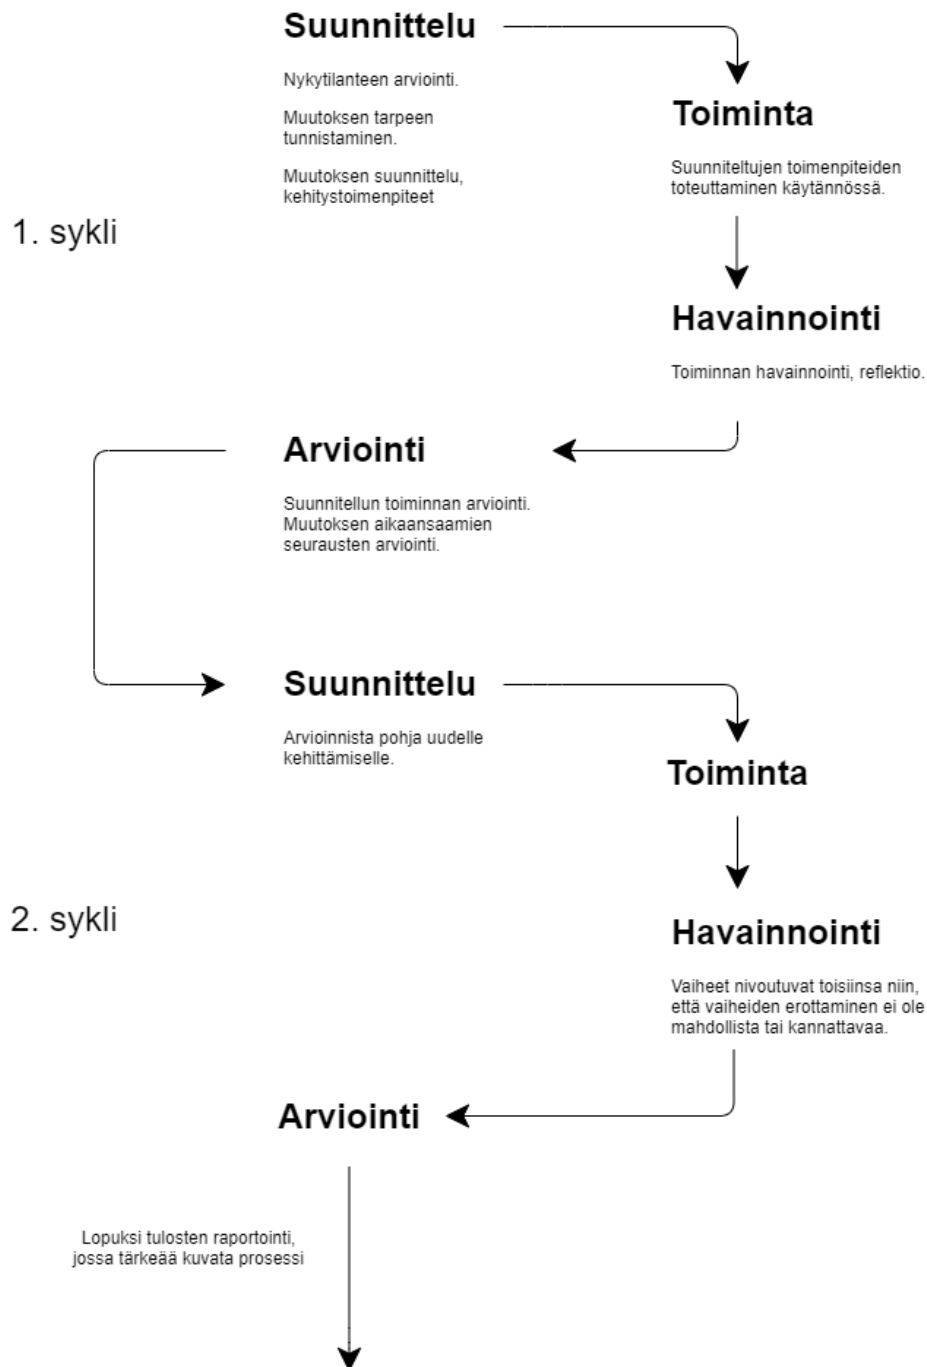 Suunnittelu
Nykytilanteen arviointi.
Muutoksen tarpeen
tunnistaminen.
Muutoksen suunnittelu,
kehitystoimenpiteet
Toiminta
Suunniteltujen toimenpiteiden
toteuttaminen käytännössä.
1. sykli
Havainnointi
Toiminnan havainnointi, reflektio.
Arviointi
Suunnitellun toiminnan arviointi.
Muutoksen aikaansaamien
seurausten arviointi.
Suunnittelu
Arvioinnista pohja uudelle
kehittämiselle.
Toiminta
2. sykli
Havainnointi
Vaiheet nivoutuvat toisiinsa niin,
että vaiheiden erottaminen ei ole
mahdollista tai kannattavaa.
Arviointi
Lopuksi tulosten raportointi,
jossa tärkeää kuvata prosessi